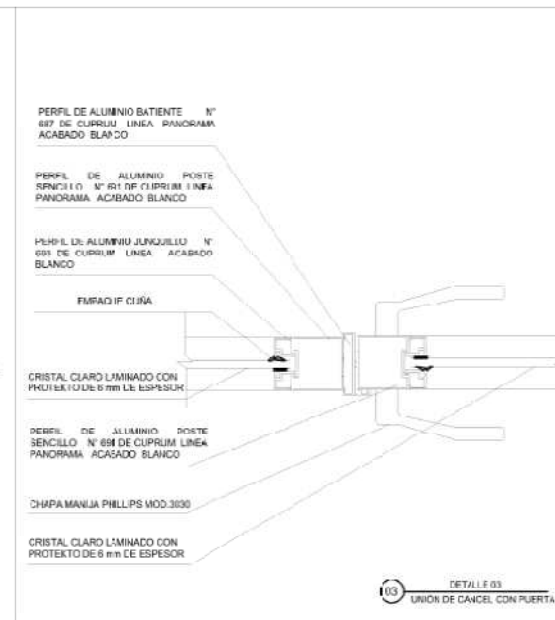 PERFIL DE ALUMINIO BATIENTE N°
687 DE CUPRUM LINEA PANORAMA
ACABADO BLANCO
PERFIL DE ALUMINIO POSTE
SENCILLO N° 691 DE CUPRUM LINEA
PANORAMA ACABADO BLANCO
PERFIL DE ALUMINIO JUNQUILLO N°
DE CUPRUM LINEA ACABADO
BLANCO
EMPAQUE CUÑA
CRISTAL CLARO LAMINADO CON
PROTEKTO DE 6 mm DE ESPESOR
PERFIL DE ALUMINIO POSTE
SENCILLO N° 691 DE CUPRUM LINEA
PANORAMA ACABADO BLANCO
CHAPA MANIJA PHILLIPS MOD.3030
CRISTAL CLARO LAMINADO CON
PROTEKTO DE 6 mm DE ESPESOR
03
DETALLE 03
UNIÓN DE CANCEL CON PUERTA